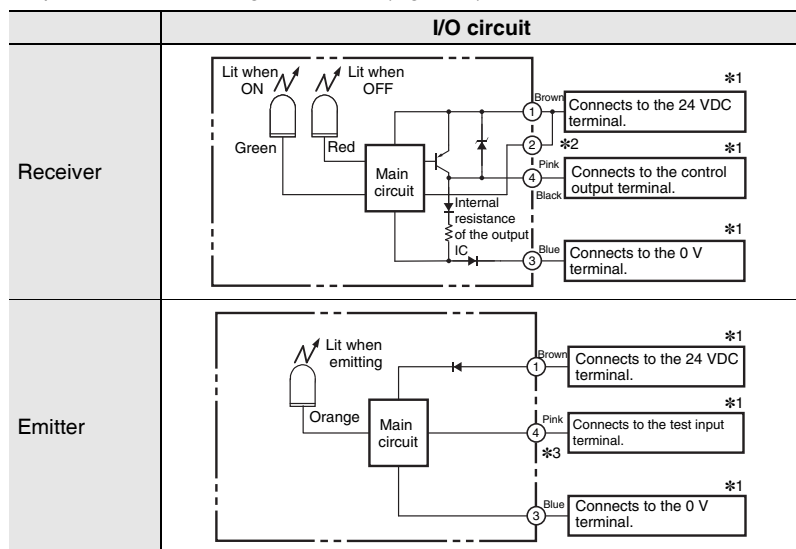 I/O circuit
Receiver
Lit when
ON
Lit when
OFF
Green
Red
Main
circuit
Internal
resistance
of the output
IC
Brown
1
2
*2
Pink
4
Black
Blue
3
*1
Connects to the 24 VDC
terminal.
*1
Connects to the control
output terminal.
Connects to the 0 V
terminal.
*1
Emitter
Lit when
emitting
Orange
Main
circuit
Brown
1
Pink
4
*3
Blue
3
*1
Connects to the 24 VDC
terminal.
*1
Connects to the test input
terminal.
*1
Connects to the 0 V
terminal.